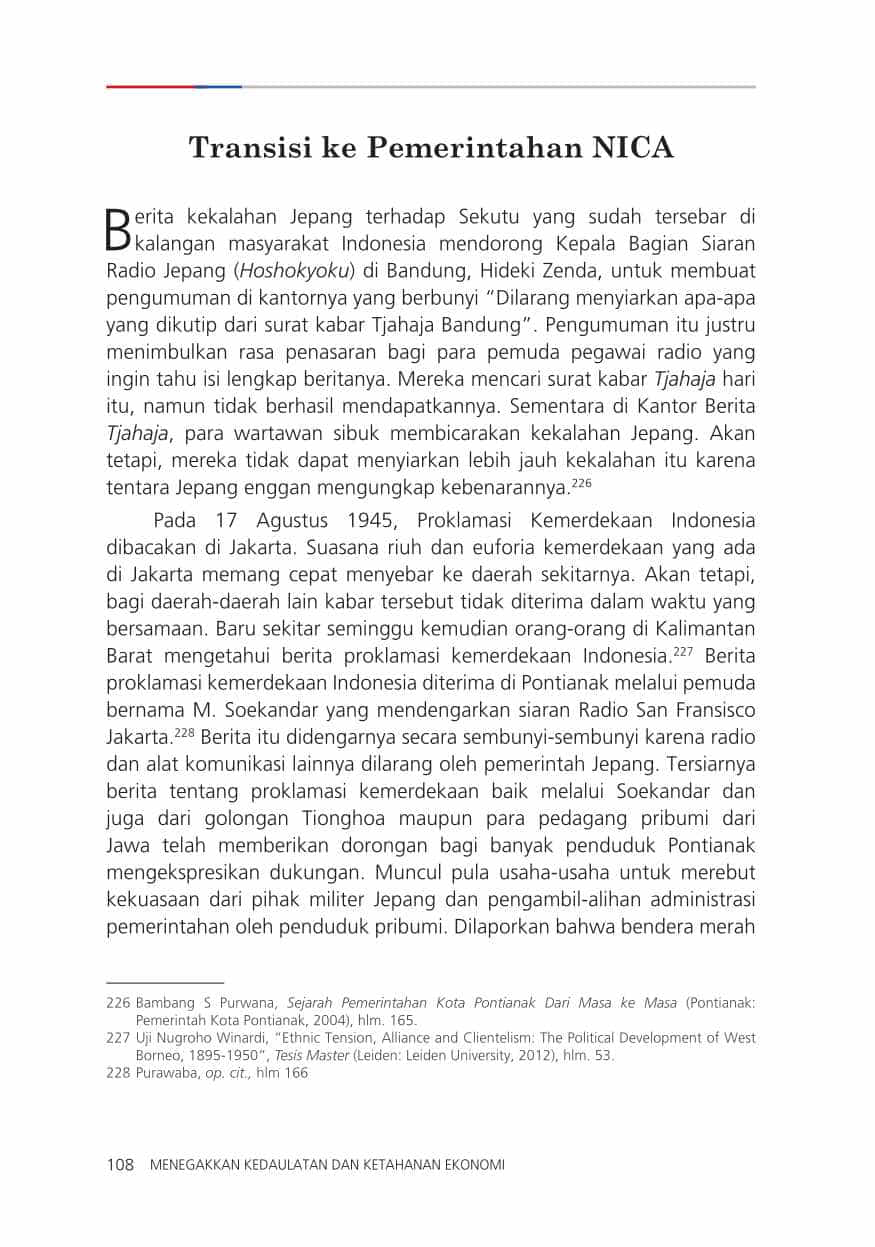 Transisi ke Pemerintahan NICA
Berita kekalahan Jepang terhadap Sekutu yang sudah tersebar di
kalangan masyarakat Indonesia mendorong Kepala Bagian Siaran
Radio Jepang (Hoshokyoku) di Bandung, Hideki Zenda, untuk membuat
pengumuman di kantornya yang berbunyi “Dilarang menyiarkan apa-apa
yang dikutip dari surat kabar Tjahaja Bandung”. Pengumuman itu justru
menimbulkan rasa penasaran bagi para pemuda pegawai radio yang
ingin tahu isi lengkap beritanya. Mereka mencari surat kabar Tjahaja hari
itu, namun tidak berhasil mendapatkannya. Sementara di Kantor Berita
Tjahaja, para wartawan sibuk membicarakan kekalahan Jepang. Akan
tetapi, mereka tidak dapat menyiarkan lebih jauh kekalahan itu karena
tentara Jepang enggan mengungkap kebenarannya.226
Pada 17 Agustus 1945, Proklamasi Kemerdekaan Indonesia
dibacakan di Jakarta. Suasana riuh dan euforia kemerdekaan yang ada
di Jakarta memang cepat menyebar ke daerah sekitarnya. Akan tetapi,
bagi daerah-daerah lain kabar tersebut tidak diterima dalam waktu yang
bersamaan. Baru sekitar seminggu kemudian orang-orang di Kalimantan
Barat mengetahui berita proklamasi kemerdekaan Indonesia.227 Berita
proklamasi kemerdekaan Indonesia diterima di Pontianak melalui pemuda
bernama M. Soekandar yang mendengarkan siaran Radio San Fransisco
Jakarta.228 Berita itu didengarnya secara sembunyi-sembunyi karena radio
dan alat komunikasi lainnya dilarang oleh pemerintah Jepang. Tersiarnya
berita tentang proklamasi kemerdekaan baik melalui Soekandar dan
juga dari golongan Tionghoa maupun para pedagang pribumi dari
Jawa telah memberikan dorongan bagi banyak penduduk Pontianak
mengekspresikan dukungan. Muncul pula usaha-usaha untuk merebut
kekuasaan dari pihak militer Jepang dan pengambil-alihan administrasi
pemerintahan oleh penduduk pribumi. Dilaporkan bahwa bendera merah
226 Bambang S Purwana, Sejarah Pemerintahan Kota Pontianak Dari Masa ke Masa (Pontianak:
Pemerintah Kota Pontianak, 2004), hlm. 165.
227 Uji Nugroho Winardi, “Ethnic Tension, Alliance and Clientelism: The Political Development of West
Borneo, 1895-1950”, Tesis Master (Leiden: Leiden University, 2012), hlm. 53.
228 Purawaba, op. cit., hlm 166
108 MENEGAKKAN KEDAULATAN DAN KETAHANAN EKONOMI